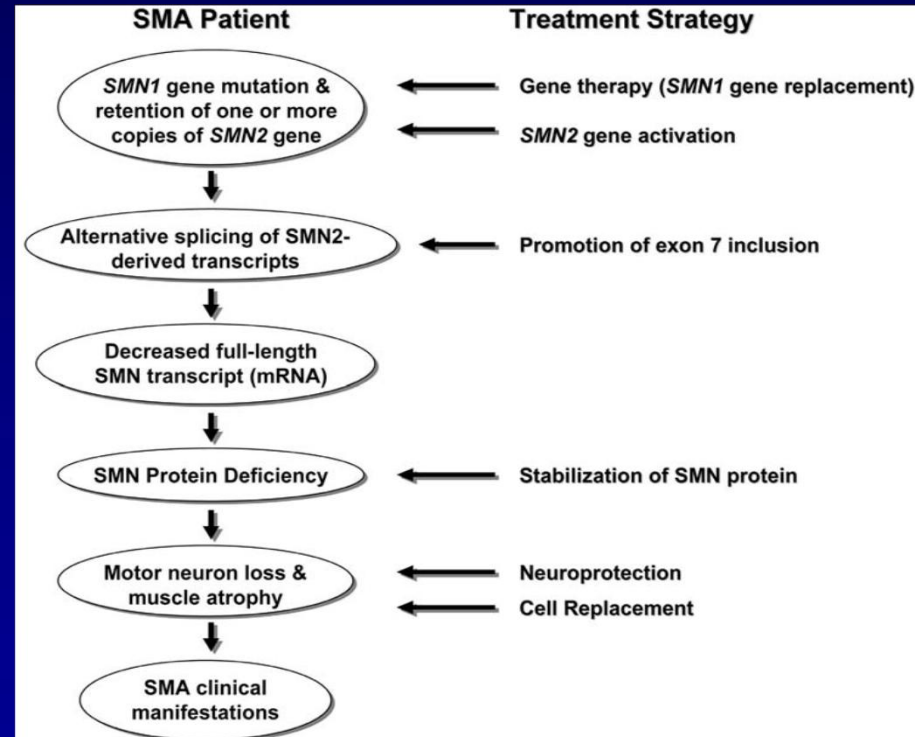 SMA Patient
Treatment Strategy
SMN1 gene mutation &
retention of one or more
copies of SMN2 gene
Gene therapy (SMN1 gene replacement)
SMN2 gene activation
Alternative splicing of SMN2-
derived transcripts
Promotion of exon 7 inclusion
Decreased full-length
SMN transcript (mRNA)
SMN Protein Deficiency
Stabilization of SMN protein
Motor neuron loss &
muscle atrophy
Neuroprotection
Cell Replacement
SMA clinical
manifestations